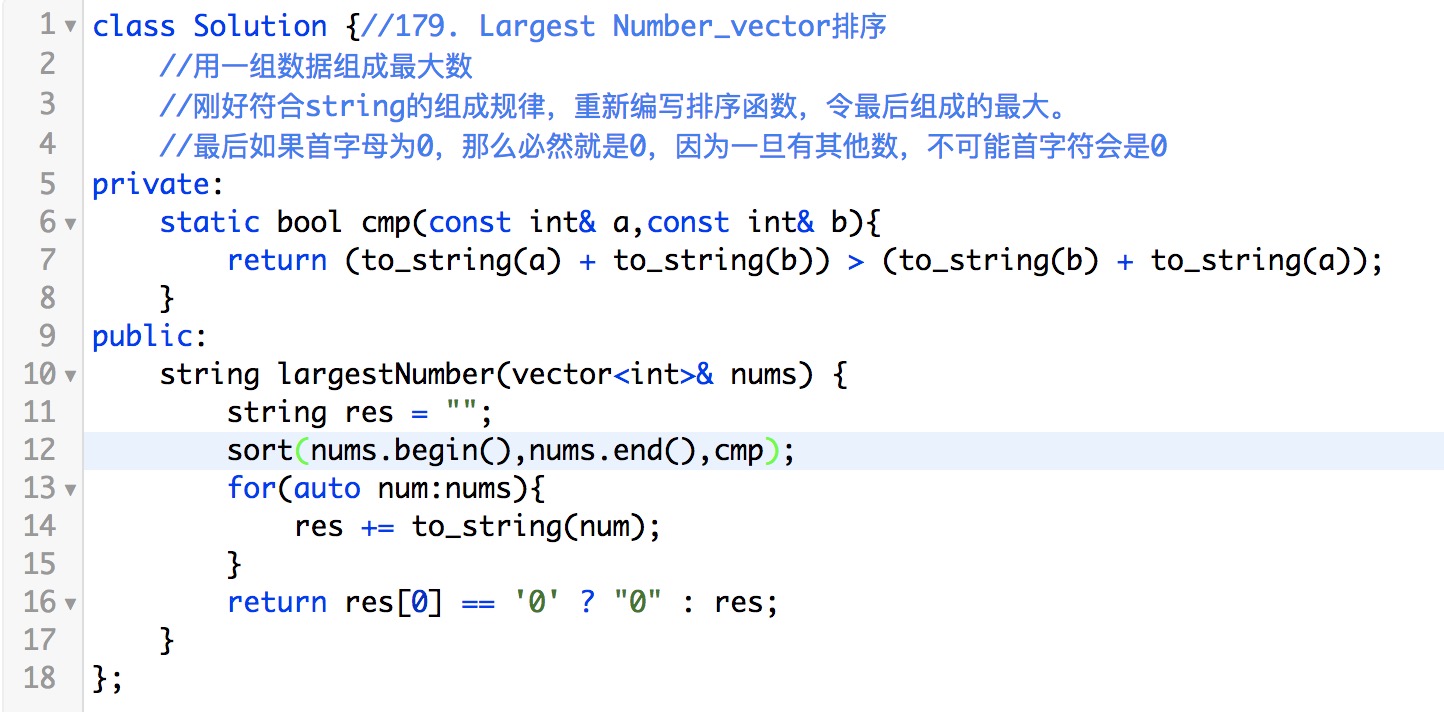 1 class Solution {//179. Largest Number_vector排序
2     //用一组数据组成最大数
3     //刚好符合string的组成规律，重新编写排序函数，令最后组成的最大。
4     //最后如果首字母为0，那么必然就是0，因为一旦有其他数，不可能首字符会是0
5 private:
6     static bool cmp(const int& a,const int& b){
7         return (to_string(a) + to_string(b)) > (to_string(b) + to_string(a));
8     }
9 public:
10     string largestNumber(vector<int>& nums) {
11         string res = "";
12         sort(nums.begin(),nums.end(),cmp);
13         for(auto num:nums){
14             res += to_string(num);
15         }
16         return res[0] == '0' ? "0" : res;
17     }
18 };